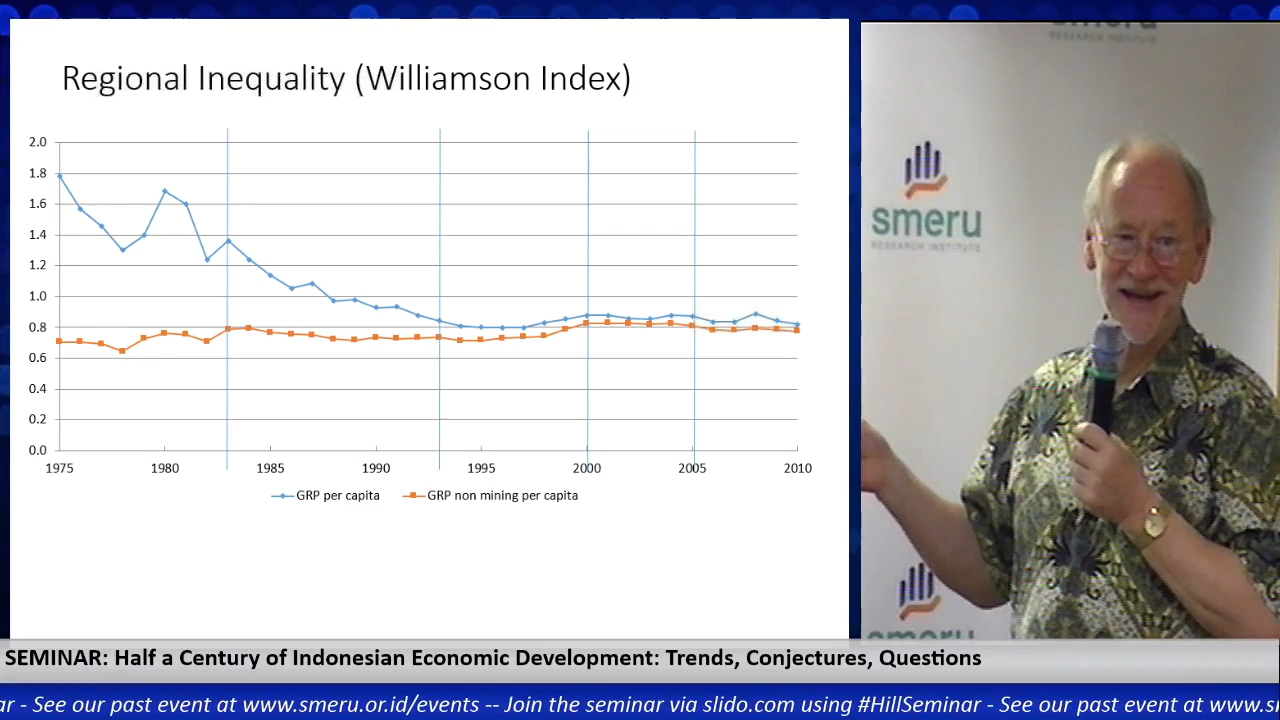 Regional Inequality (Williamson Index)
2.0
1.8
1.6
1.4
1.2
1.0
0.8
0.6
0.4
0.2
0.0
1975 1980 1985 1990 1995 2000 2005 2010
GRP per capita GRP non mining per capita
smeru
RESEARCH INSTITUTE
smeru
RESEARCH INSTITUTE
smeru
SEMINAR: Half a Century of Indonesian Economic Development: Trends, Conjectures, Questions
ar - See our past event at www.smeru.or.id/events -- Join the seminar via slido.com using #HillSeminar - See our past event at www.s